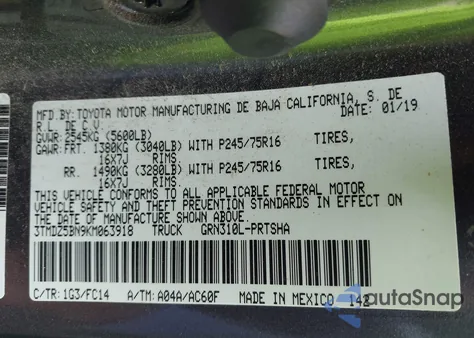 MFD. BY: TOYOTA MOTOR MANUFACTURING DE BAJA CALIFORNIA, S. DE
R.L. DE C.V. 01/19
GVWR 2545KG (5600LB)
GAWR: FRT. 1380KG (3040LB) WITH P245/75R16 TIRES,
16X7J RIMS.
RR. 1490KG (3280LB) WITH P245/75R16 TIRES,
16X7J RIMS.
THIS VEHICLE CONFORMS TO ALL APPLICABLE FEDERAL MOTOR
VEHICLE SAFETY AND THEFT PREVENTION STANDARDS IN EFFECT
ON THE DATE OF MANUFACTURE SHOWN ABOVE.
3TMDZ5BN9KM063918 TRUCK GRN310L-PRTSHA
C/TR: 1G3/FC14 A/TM: A04A/AC60F MADE IN MEXICO 142
autoSnap